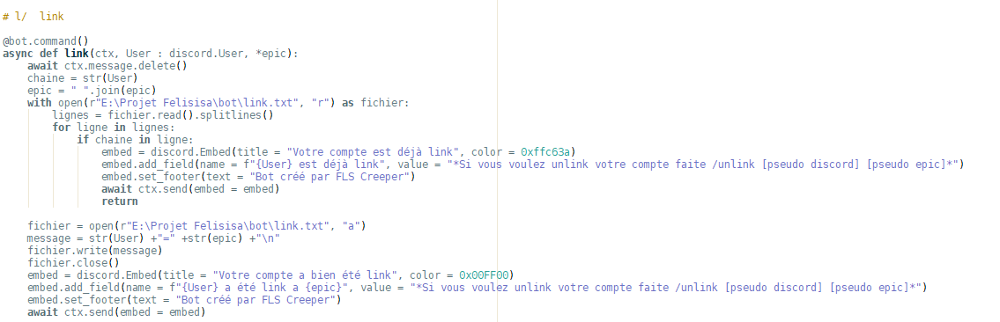 # l/  link
@bot.command()
async def link(ctx, User : discord.User, *epic):
    await ctx.message.delete()
    chaine = str(User)
    epic = " ".join(epic)
    with open(r"E:\Projet Felisisa\bot\link.txt", "r") as fichier:
        lignes = fichier.read().splitlines()
        for ligne in lignes:
            if chaine in ligne:
                embed = discord.Embed(title = "Votre compte est déjà link", color = 0xffc63a)
                embed.add_field(name = f"{User} est déjà link", value = "*Si vous voulez unlink votre compte faite /unlink [pseudo discord] [pseudo epic]*")
                embed.set_footer(text = "Bot créé par FLS Creeper")
                await ctx.send(embed = embed)
                return
    fichier = open(r"E:\Projet Felisisa\bot\link.txt", "a")
    message = str(User) +"=" +str(epic) +"\n"
    fichier.write(message)
    fichier.close()
    embed = discord.Embed(title = "Votre compte a bien été link", color = 0x00FF00)
    embed.add_field(name = f"{User} a été link a {epic}", value = "*Si vous voulez unlink votre compte faite /unlink [pseudo discord] [pseudo epic]*")
    embed.set_footer(text = "Bot créé par FLS Creeper")
    await ctx.send(embed = embed)